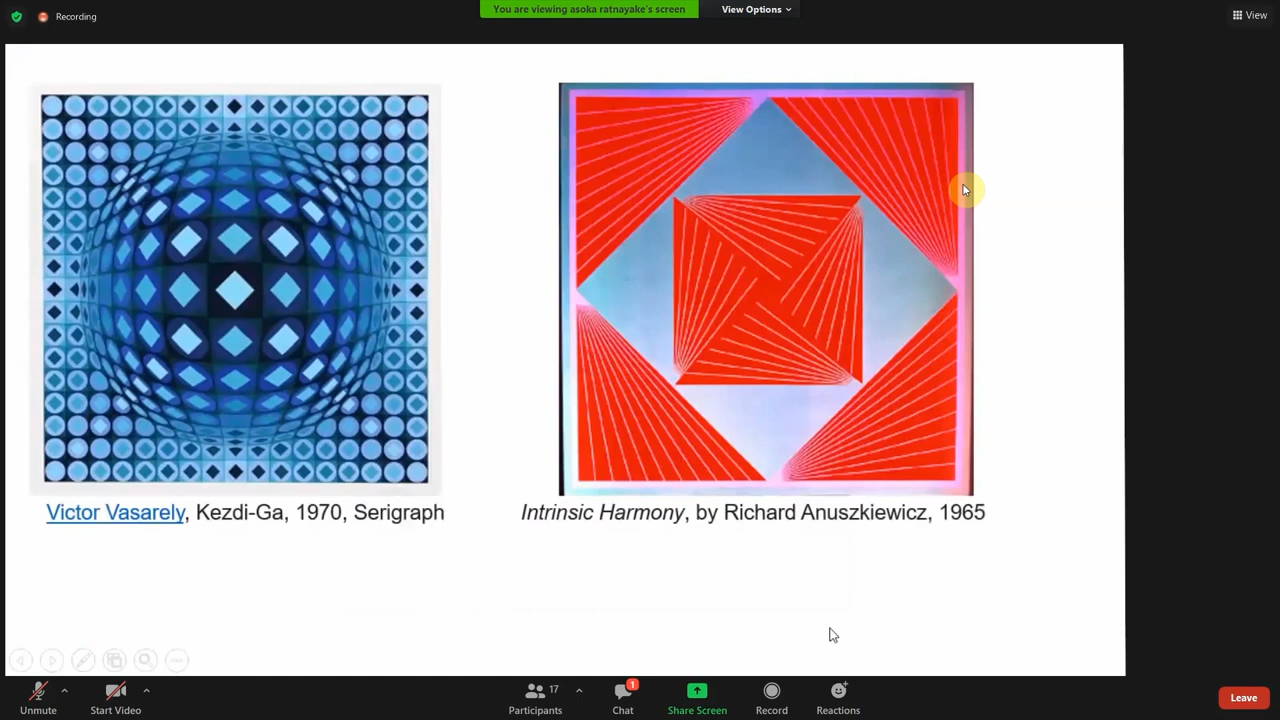 Recording
You are viewing asoka ratnayake's screen
View Options
View
Victor Vasarely, Kezdi-Ga, 1970, Serigraph
Intrinsic Harmony, by Richard Anuszkiewicz, 1965
Unmute
Start Video
17
Participants
1
Chat
Share Screen
Record
Reactions
Leave